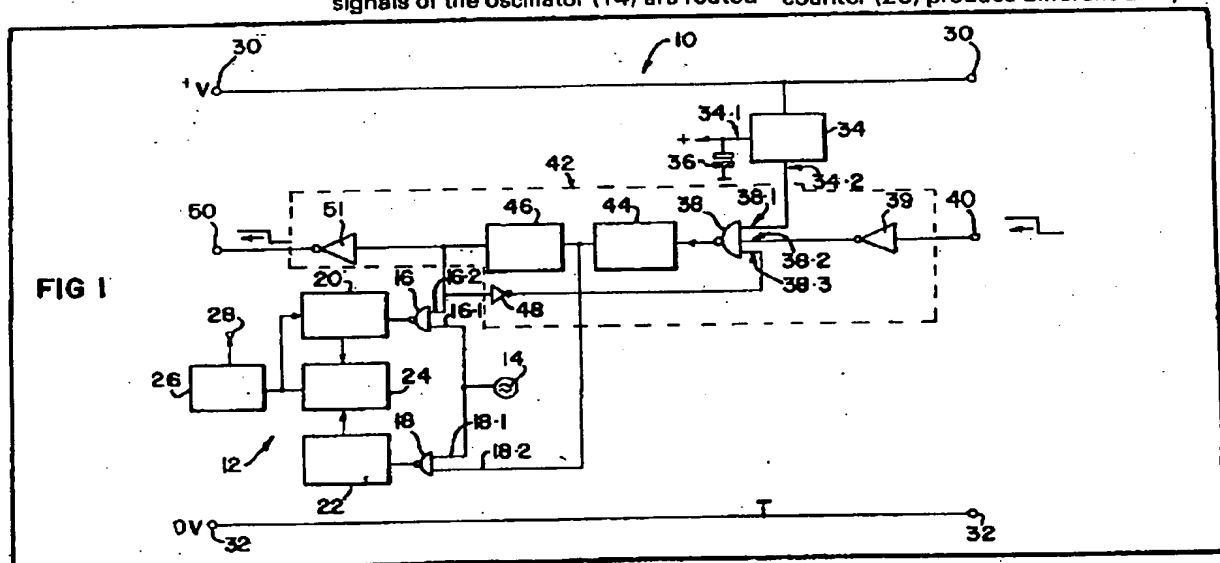 signals of the oscillator (14) are routed counter (20) produce different
30 10 30
+V
34·1 34
+
36
42 34·2
50 51 46 44 38 38·1 39 40
38·2
38·3
FIG 1
20 16 16·2
16·1 48
28
26 24 14
18 18·1
12 18·2
22
0V
32 32